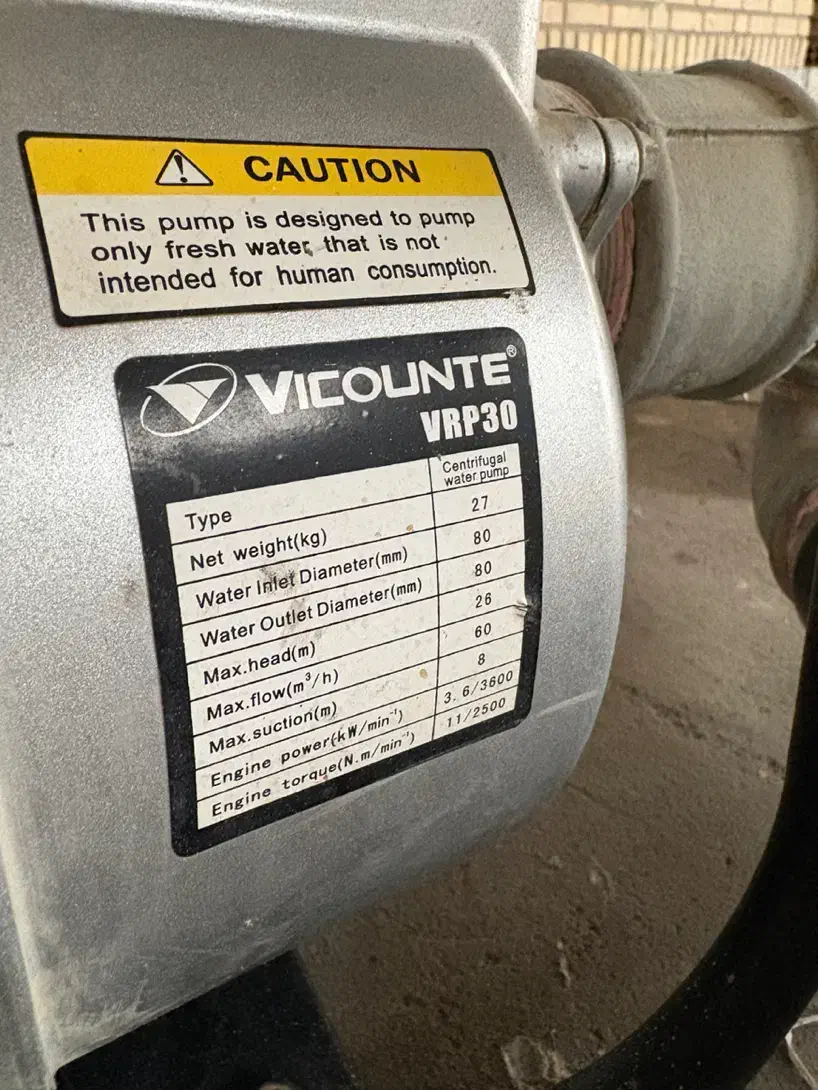 CAUTION
This pump is designed to pump
only fresh water, that is not
intended for human consumption.
VICOUNTE®
VRP30
Type Centrifugal water pump
Net weight(kg) 27
Water Inlet Diameter(mm) 80
Water Outlet Diameter(mm) 80
Max.head(m) 26
Max.flow(m³/h) 60
Max.suction(m) 8
Engine power(kW/min⁻¹) 3.6/3600
Engine torque(N.m/min⁻¹) 11/2500